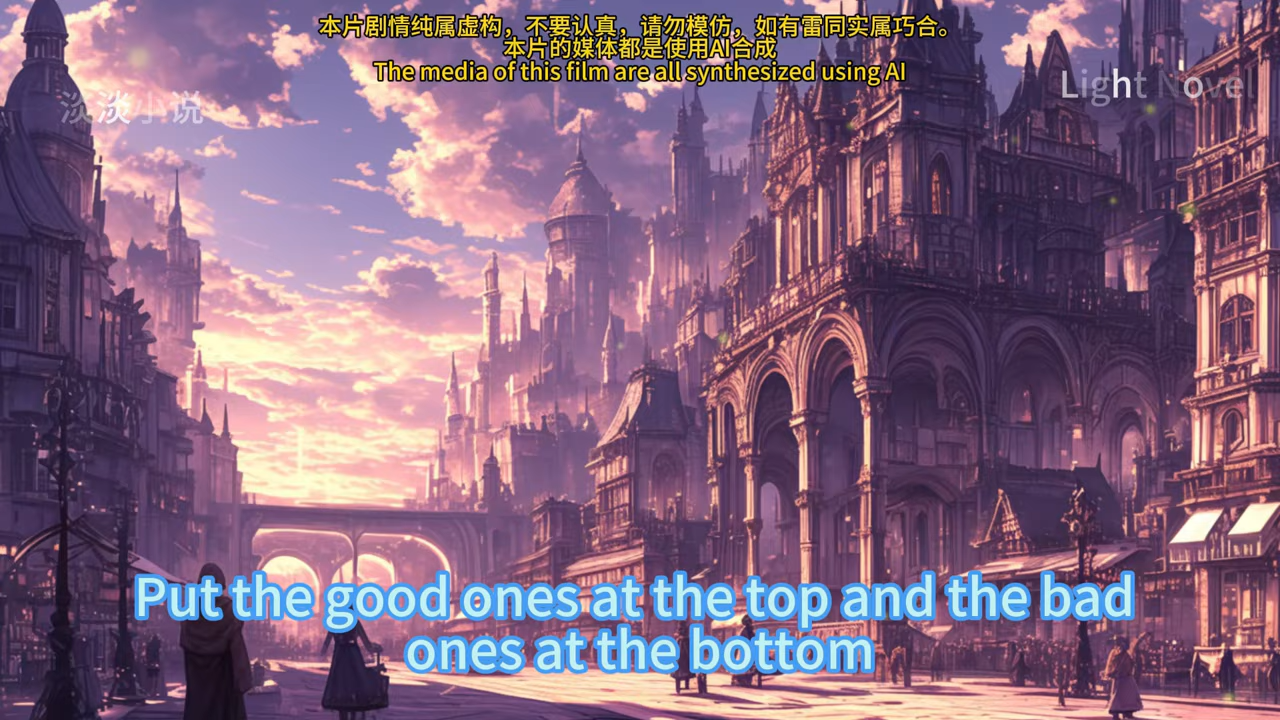 本片剧情纯属虚构，不要认真，请勿模仿，如有雷同实属巧合。
本片的媒体都是使用AI合成
The media of this film are all synthesized using AI
淡淡小说
Light Novel
Put the good ones at the top and the bad
ones at the bottom